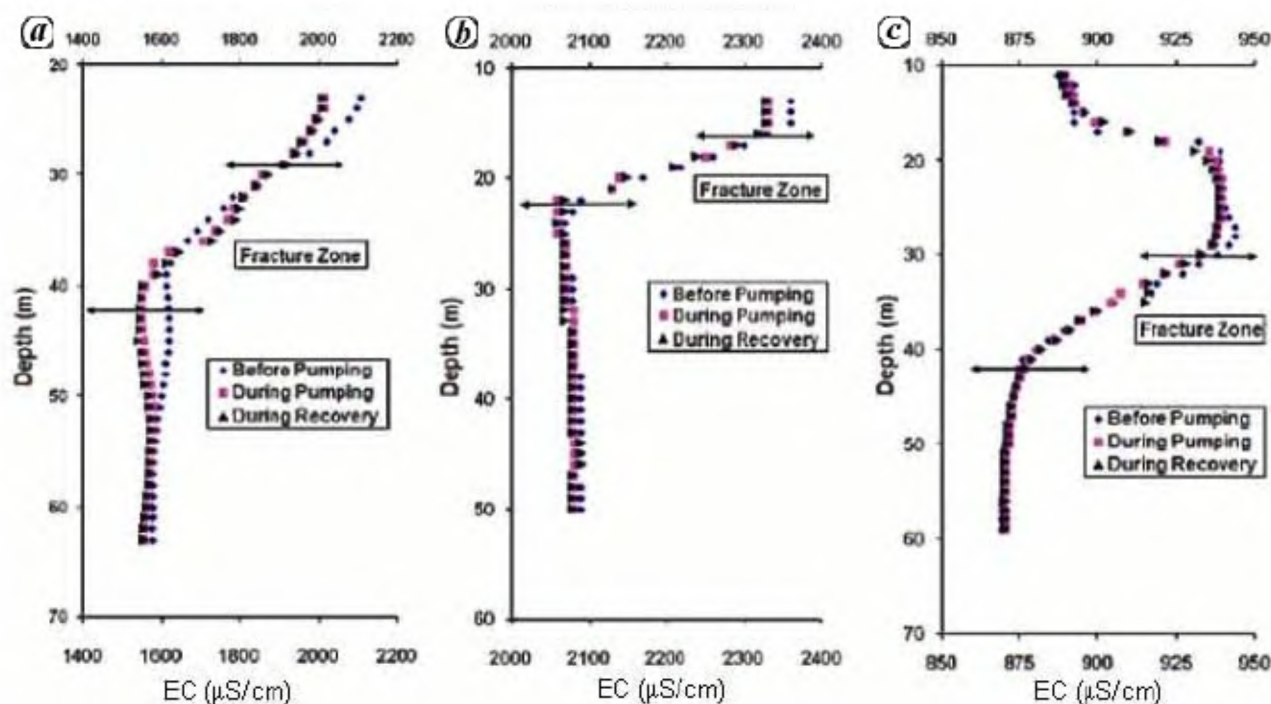 a
1400 1600 1800 2000 2200
20
30
40
50
60
70
Depth (m)
Fracture Zone
Before Pumping
During Pumping
During Recovery
1400 1600 1800 2000 2200
EC (µS/cm)
b
2000 2100 2200 2300 2400
10
20
30
40
50
60
Depth (m)
Fracture Zone
Before Pumping
During Pumping
During Recovery
2000 2100 2200 2300 2400
EC (µS/cm)
c
850 875 900 925 950
10
20
30
40
50
60
70
Depth (m)
Fracture Zone
Before Pumping
During Pumping
During Recovery
850 875 900 925 950
EC (µS/cm)